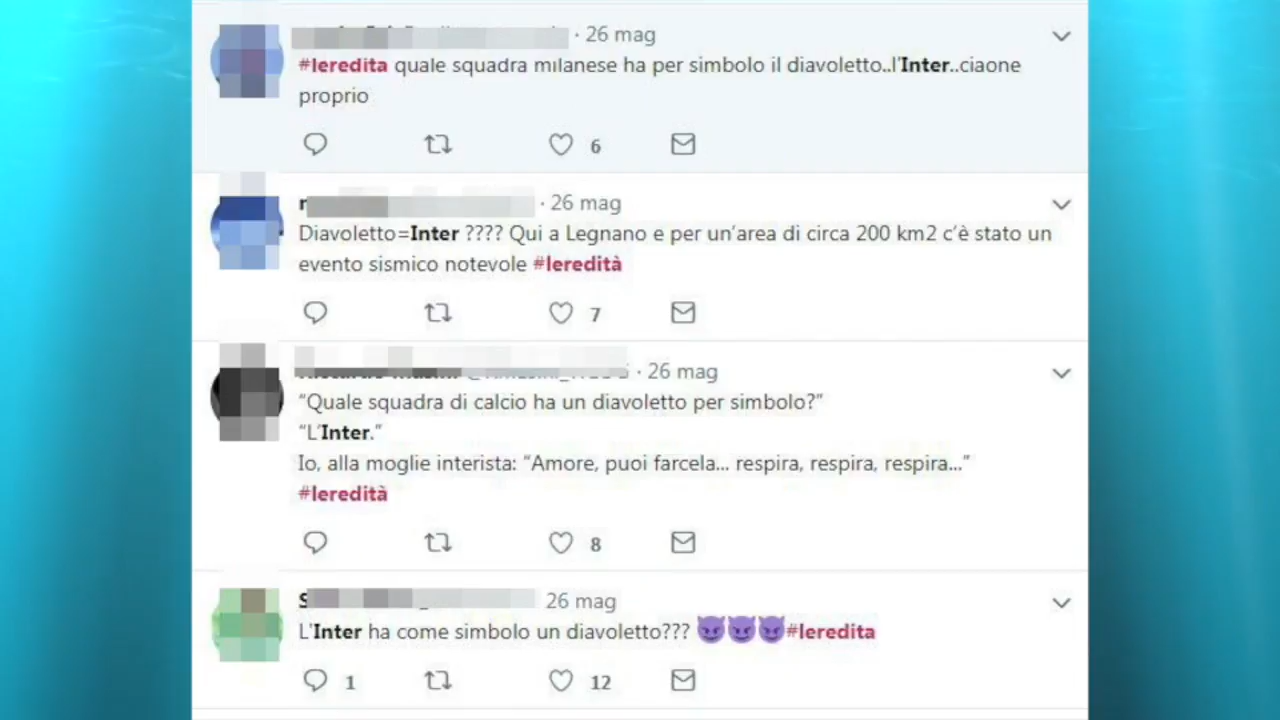 · 26 mag
#leredita quale squadra milanese ha per simbolo il diavoletto..l'Inter..ciaone
proprio
6
· 26 mag
Diavoletto=Inter ???? Qui a Legnano e per un'area di circa 200 km2 c'è stato un
evento sismico notevole #leredità
7
· 26 mag
“Quale squadra di calcio ha un diavoletto per simbolo?”
“L'Inter.”
Io, alla moglie interista: “Amore, puoi farcela... respira, respira, respira...”
#leredità
8
26 mag
L'Inter ha come simbolo un diavoletto??? 😈😈😈#leredita
1 12